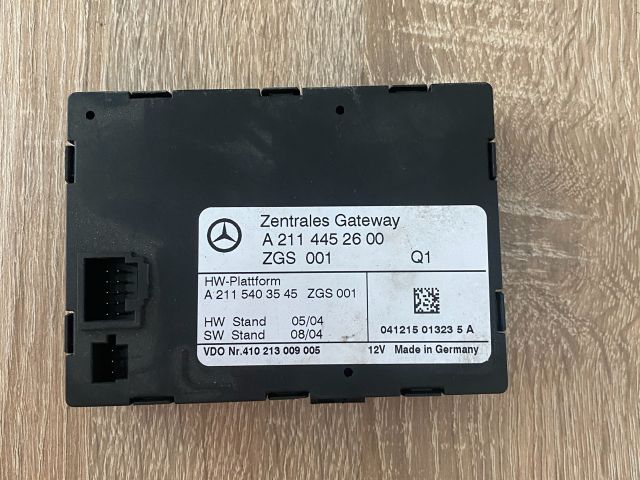 Zentrales Gateway
A 211 445 26 00
ZGS 001 Q1
HW-Plattform
A 211 540 35 45 ZGS 001
HW Stand 05/04
SW Stand 08/04
041215 01323 5 A
VDO Nr.410 213 009 005 12V Made in Germany